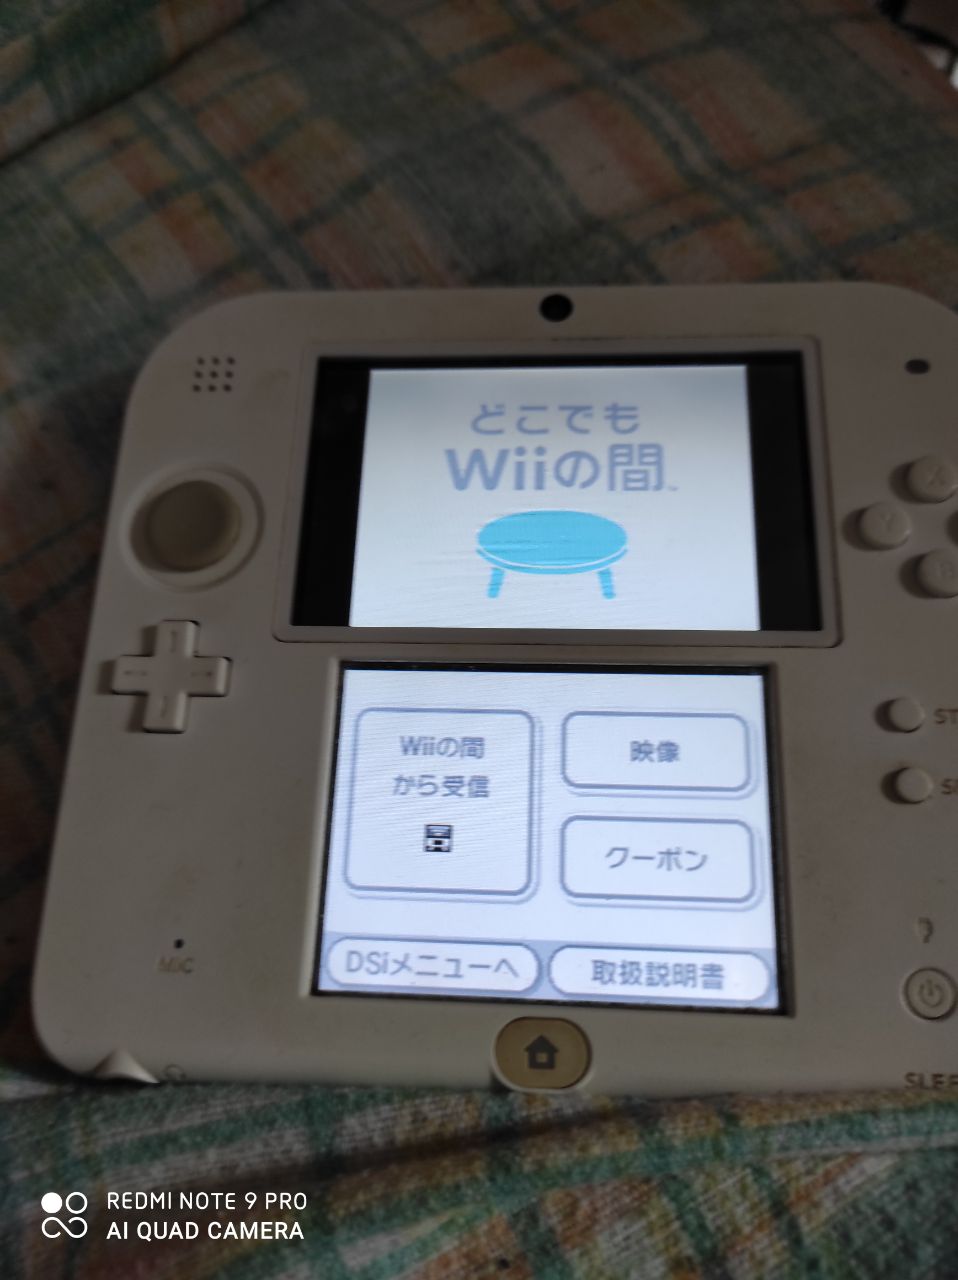 どこでも
Wiiの間™
X
Y
B
Wiiの間
から受信
映像
クーポン
DSiメニューへ
取扱説明書
MIC
REDMI NOTE 9 PRO
AI QUAD CAMERA